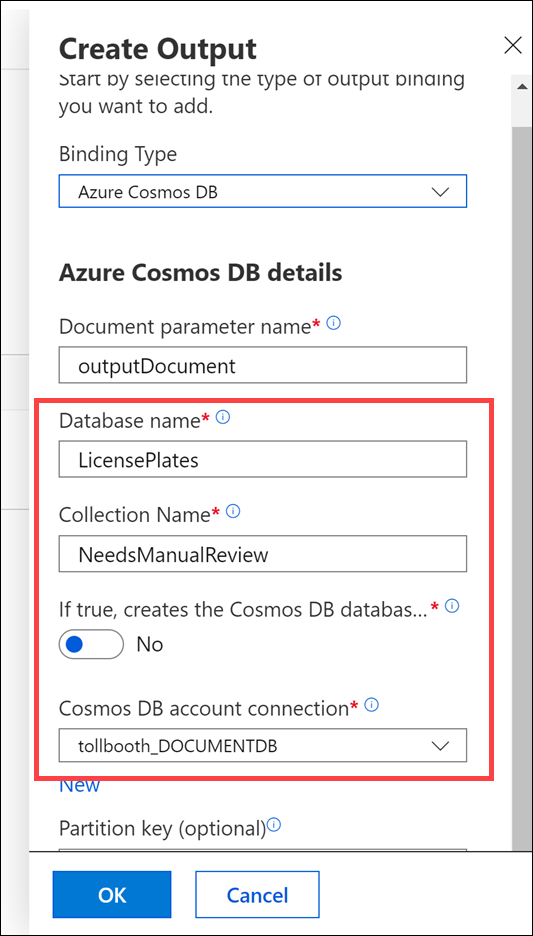 Create Output
Start by selecting the type of output binding
you want to add.
Binding Type
Azure Cosmos DB
Azure Cosmos DB details
Document parameter name*
outputDocument
Database name*
LicensePlates
Collection Name*
NeedsManualReview
If true, creates the Cosmos DB databas...*
No
Cosmos DB account connection*
tollbooth_DOCUMENTDB
New
Partition key (optional)
OK
Cancel